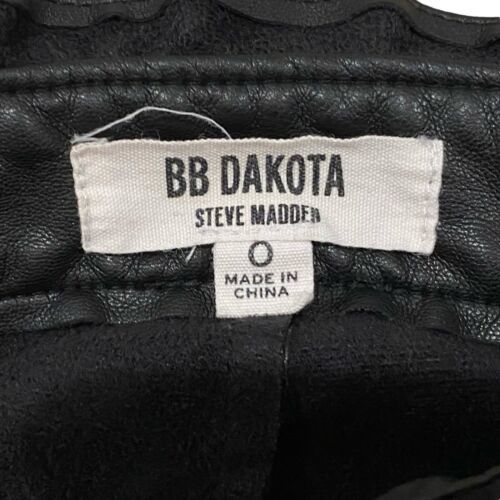 BB DAKOTA
STEVE MADDEN
0
MADE IN
CHINA